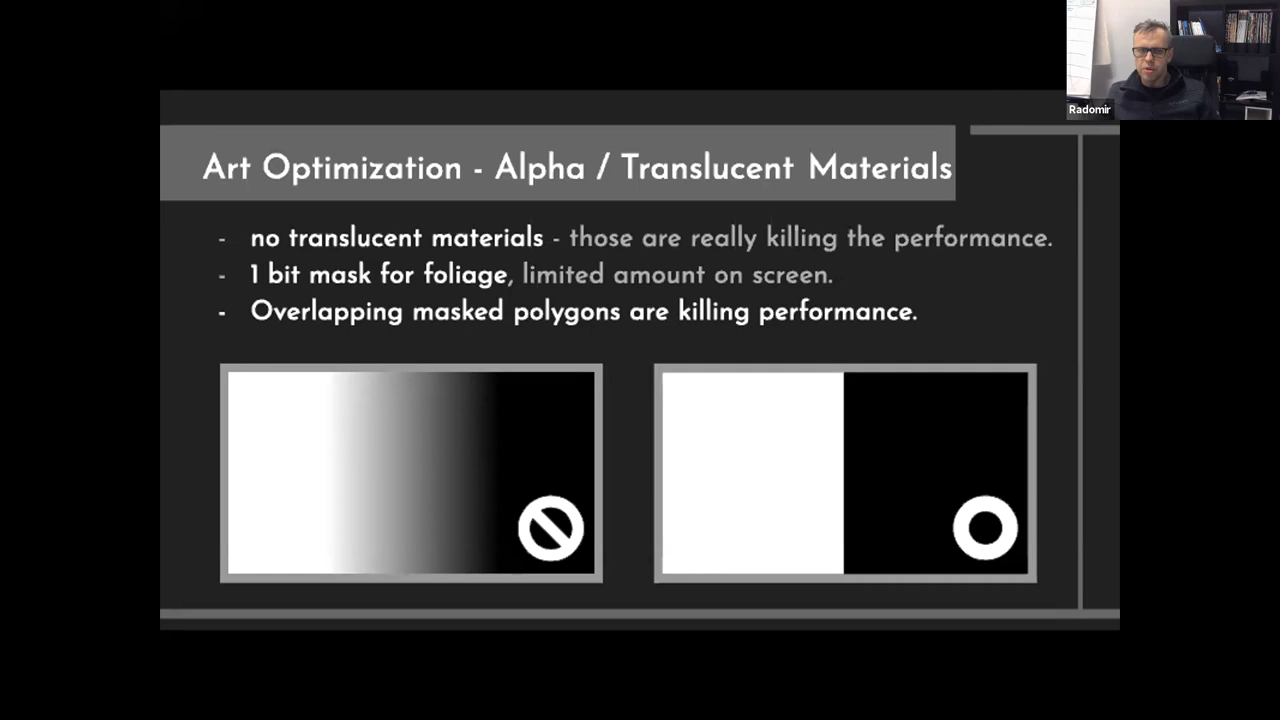 Radomir
Art Optimization - Alpha / Translucent Materials
- no translucent materials - those are really killing the performance.
- 1 bit mask for foliage, limited amount on screen.
- Overlapping masked polygons are killing performance.